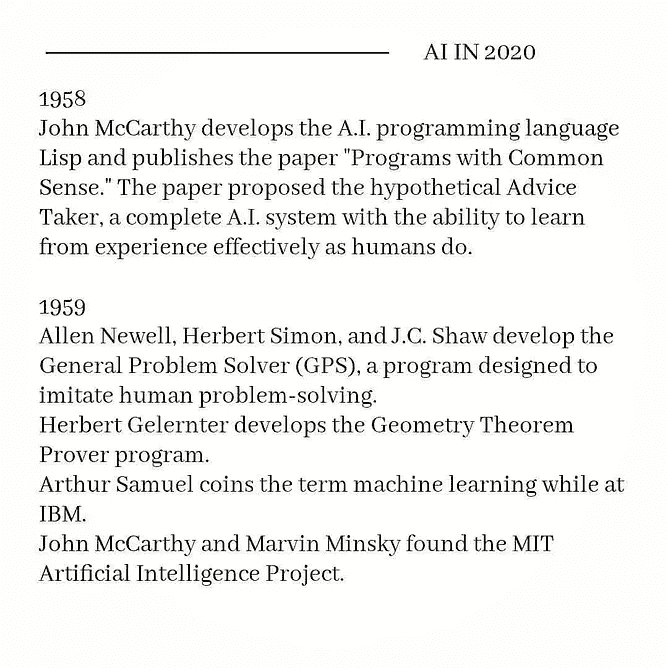 AI IN 2020
1958
John McCarthy develops the A.I. programming language
Lisp and publishes the paper "Programs with Common
Sense." The paper proposed the hypothetical Advice
Taker, a complete A.I. system with the ability to learn
from experience effectively as humans do.
1959
Allen Newell, Herbert Simon, and J.C. Shaw develop the
General Problem Solver (GPS), a program designed to
imitate human problem-solving.
Herbert Gelernter develops the Geometry Theorem
Prover program.
Arthur Samuel coins the term machine learning while at
IBM.
John McCarthy and Marvin Minsky found the MIT
Artificial Intelligence Project.